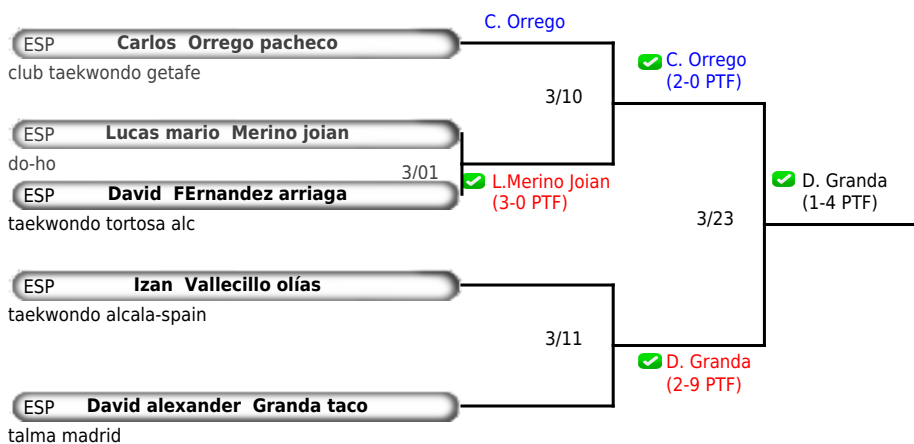 C. Orrego
ESP Carlos Orrego pacheco
club taekwondo getafe
C. Orrego
(2-0 PTF)
3/10
ESP Lucas mario Merino joian
do-ho
3/01
L.Merino Joian
(3-0 PTF)
ESP David FErnandez arriaga
taekwondo tortosa alc
D. Granda
(1-4 PTF)
3/23
ESP Izan Vallecillo olías
taekwondo alcala-spain
3/11
D. Granda
(2-9 PTF)
ESP David alexander Granda taco
talma madrid